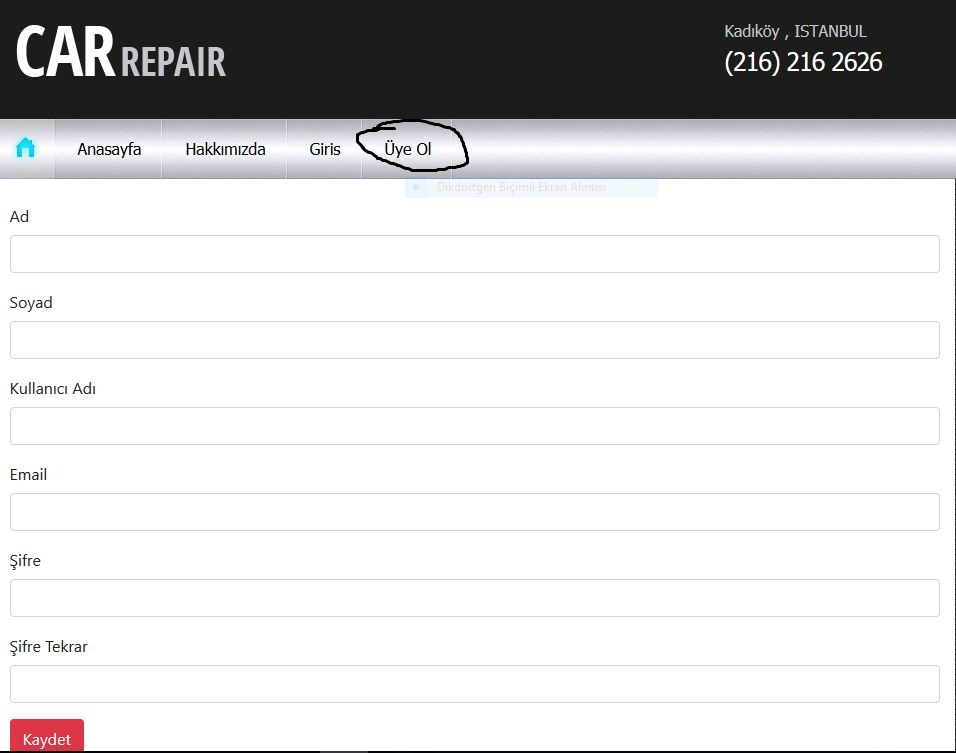 CAR REPAIR
Kadıköy , ISTANBUL
(216) 216 2626
Anasayfa Hakkımızda Giris Üye Ol
Dikdörtgen Biçimli Ekran Alıntısı
Ad
Soyad
Kullanıcı Adı
Email
Şifre
Şifre Tekrar
Kaydet